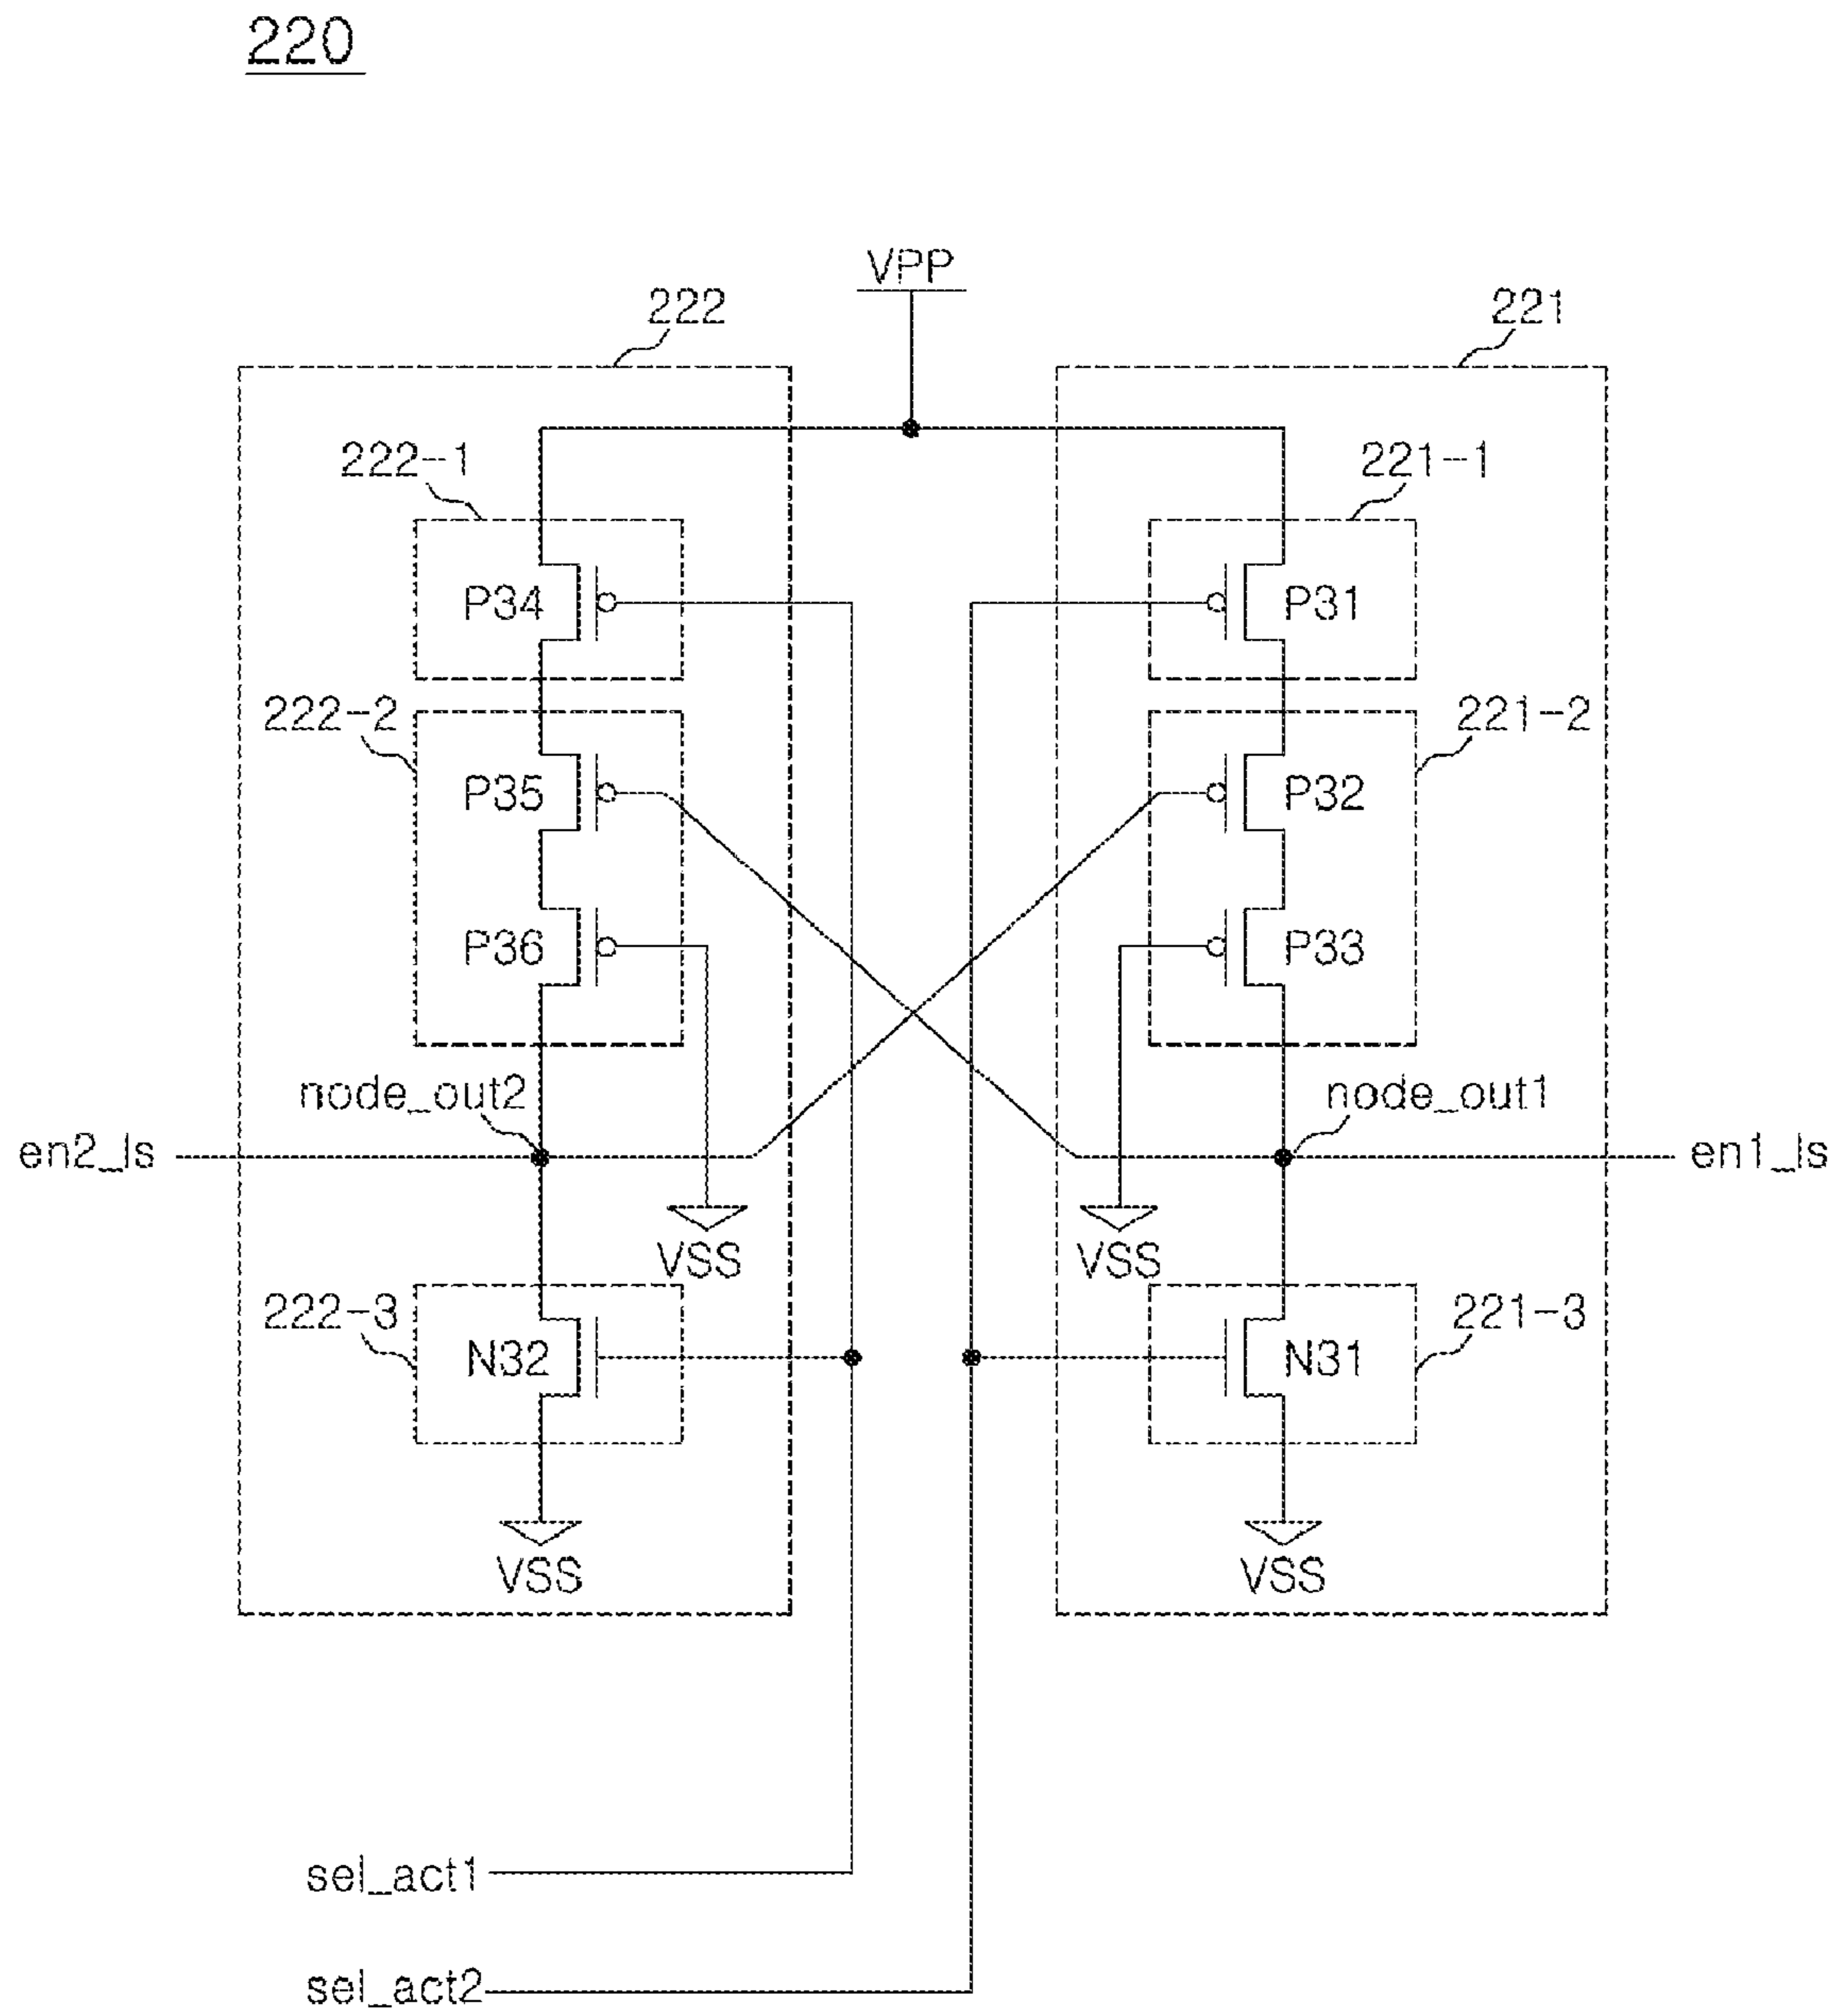 220
VPP
222
221
222-1
221-1
P34
P31
222-2
221-2
P35
P32
P36
P33
node_out2
node_out1
en2_ls
en1_ls
VSS
VSS
222-3
221-3
N32
N31
VSS
VSS
sel_act1
sel_act2